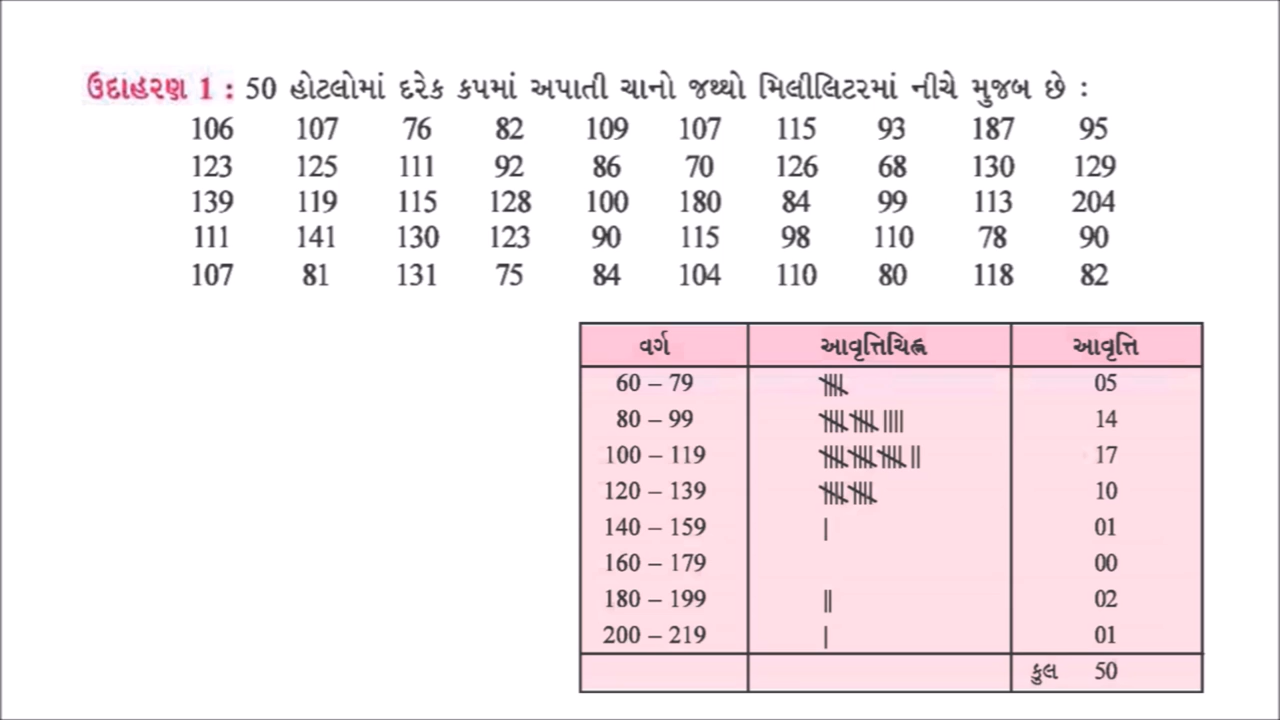 ઉદાહરણ 1 : 50 હોટલોમાં દરેક કપમાં અપાતી ચાનો જથ્થો મિલીલિટરમાં નીચે મુજબ છે :
106 107 76 82 109 107 115 93 187 95
123 125 111 92 86 70 126 68 130 129
139 119 115 128 100 180 84 99 113 204
111 141 130 123 90 115 98 110 78 90
107 81 131 75 84 104 110 80 118 82
વર્ગ આવૃત્તિચિહ્ન આવૃત્તિ
60 – 79 05
80 – 99 14
100 – 119 17
120 – 139 10
140 – 159 01
160 – 179 00
180 – 199 02
200 – 219 01
કુલ 50